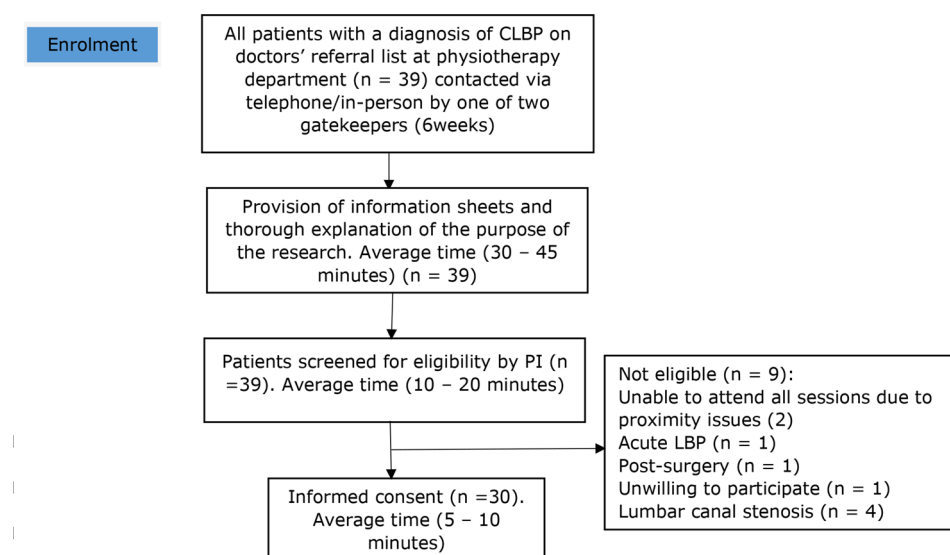 Enrolment
All patients with a diagnosis of CLBP on
doctors’ referral list at physiotherapy
department (n = 39) contacted via
telephone/in-person by one of two
gatekeepers (6weeks)
Provision of information sheets and
thorough explanation of the purpose of
the research. Average time (30 – 45
minutes) (n = 39)
Patients screened for eligibility by PI (n
=39). Average time (10 – 20 minutes)
Not eligible (n = 9):
Unable to attend all sessions due to
proximity issues (2)
Acute LBP (n = 1)
Post-surgery (n = 1)
Unwilling to participate (n = 1)
Lumbar canal stenosis (n = 4)
Informed consent (n =30).
Average time (5 – 10
minutes)